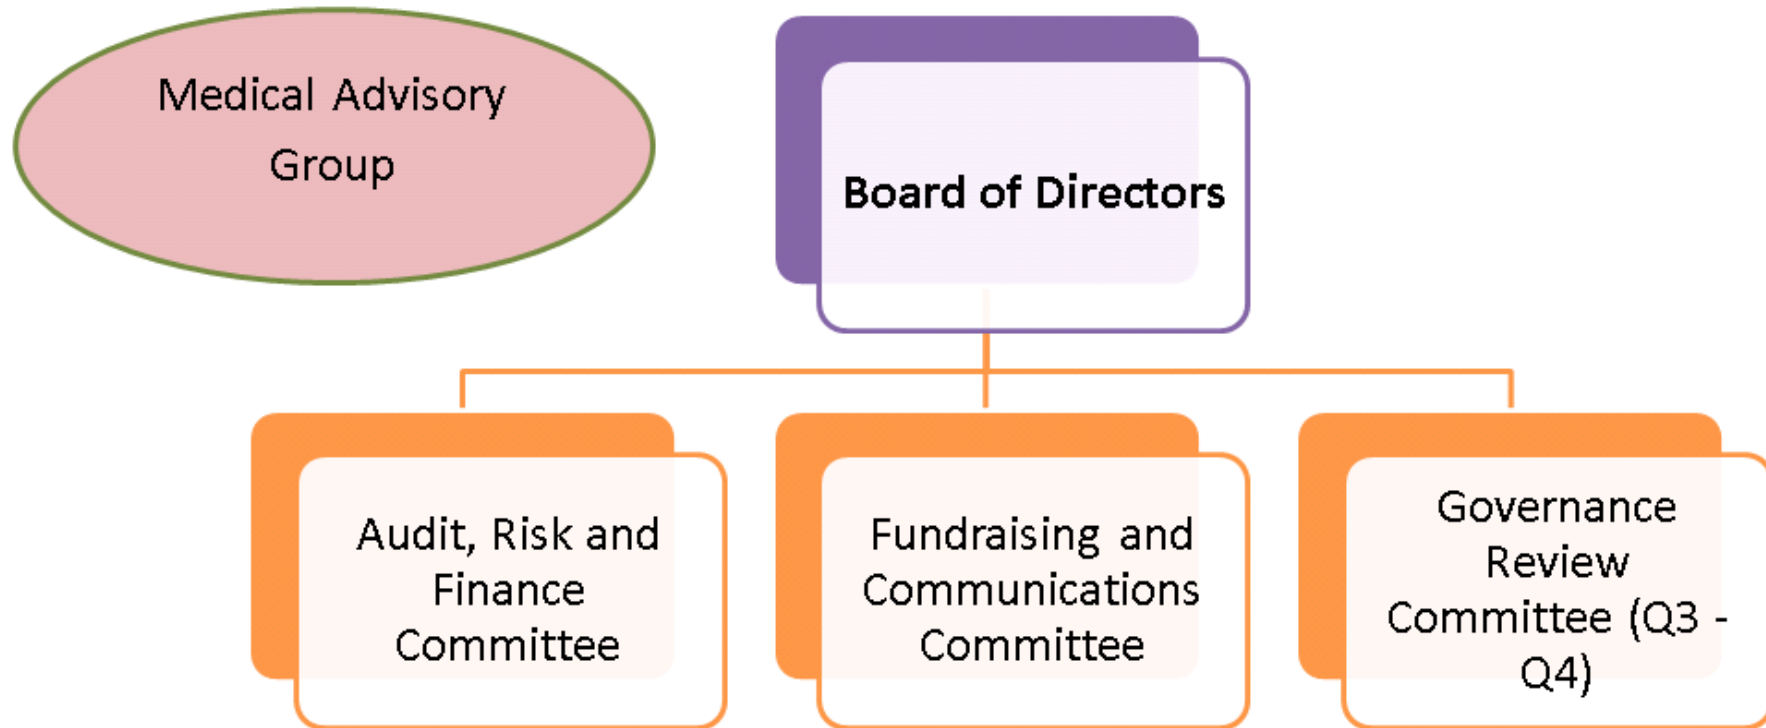 Medical Advisory
Group
Board of Directors
Audit, Risk and
Finance
Committee
Fundraising and
Communications
Committee
Governance
Review
Committee (Q3 -
Q4)